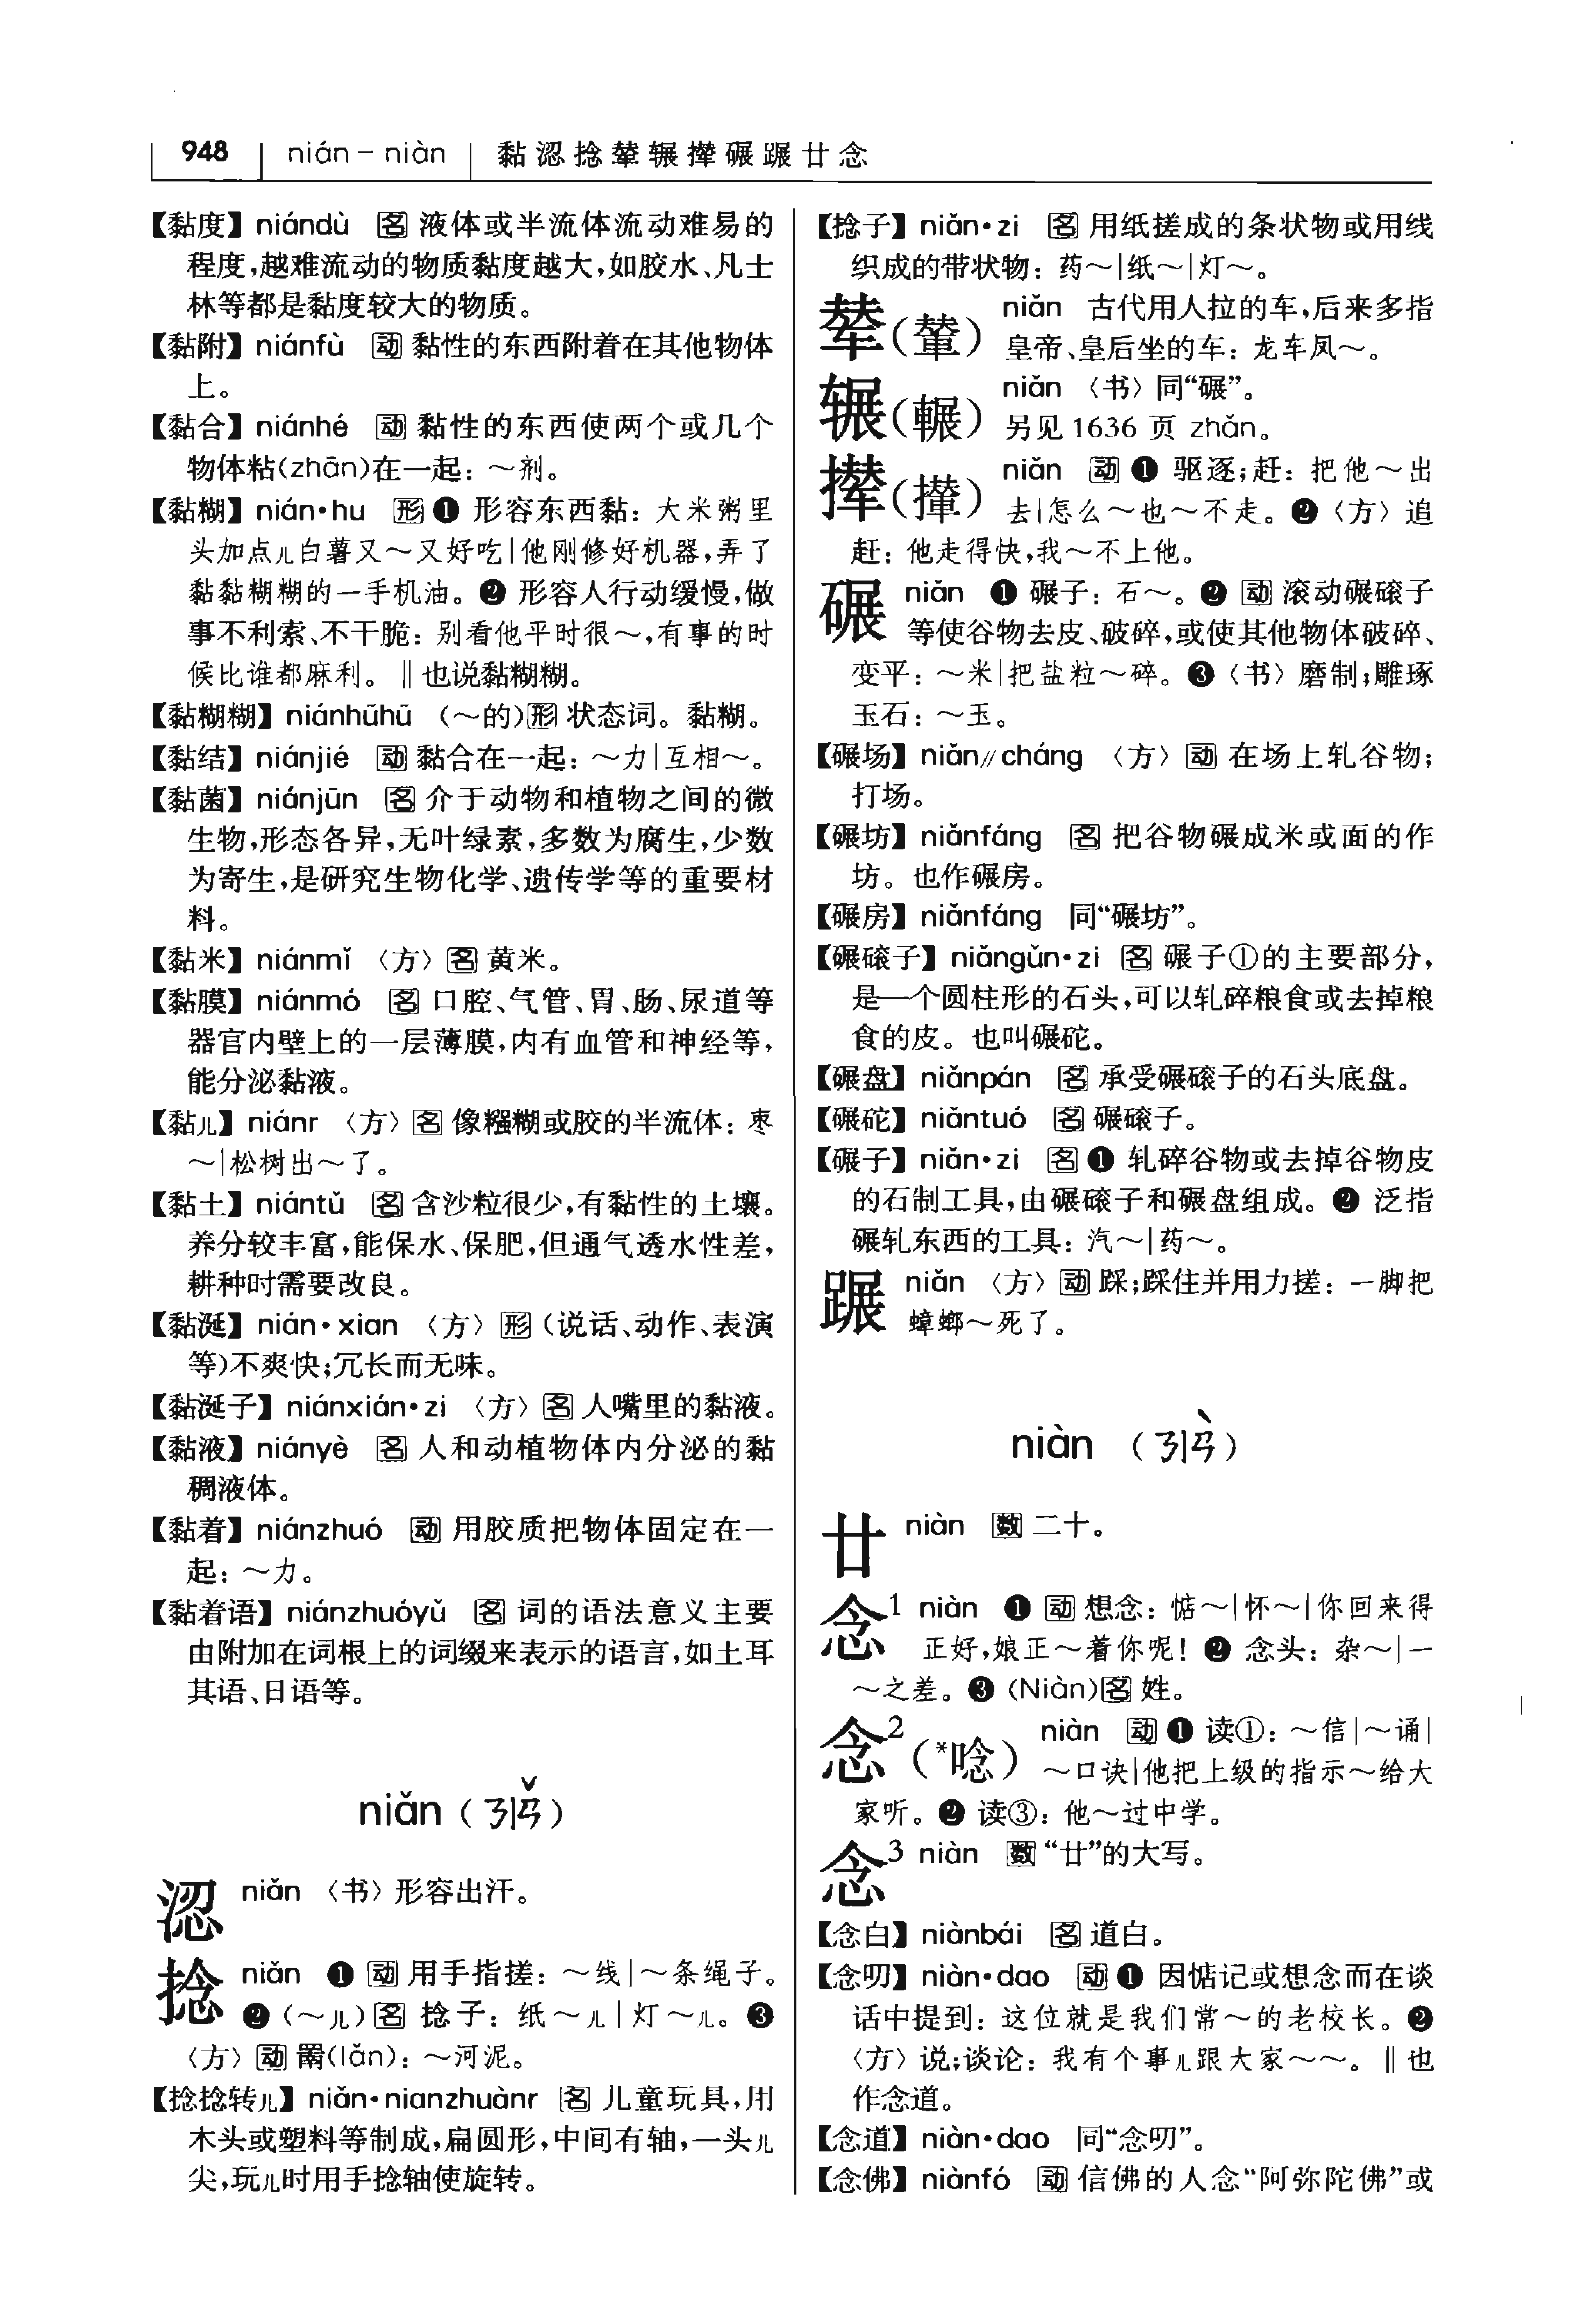 948 nián－niàn 黏淰捻辇辗撵碾蹍廿念
【黏度】niándù 名 液体或半流体流动难易的
程度，越难流动的物质黏度越大，如胶水、凡士
林等都是黏度较大的物质。
【黏附】niánfù 动 黏性的东西附着在其他物体
上。
【黏合】niánhé 动 黏性的东西使两个或几个
物体粘(zhān)在一起：～剂。
【黏糊】nián•hu 形 ❶ 形容东西黏：大米粥里
头加点儿白薯又～又好吃|他刚修好机器，弄了
黏黏糊糊的一手机油。❷ 形容人行动缓慢，做
事不利索、不干脆：别看他平时很～，有事的时
候比谁都麻利。‖也说黏糊糊。
【黏糊糊】niánhūhū （～的）形 状态词。黏糊。
【黏结】niánjié 动 黏合在一起：～力|互相～。
【黏菌】niánjūn 名 介于动物和植物之间的微
生物，形态各异，无叶绿素，多数为腐生，少数
为寄生，是研究生物化学、遗传学等的重要材
料。
【黏米】niánmǐ 〈方〉名 黄米。
【黏膜】niánmó 名 口腔、气管、胃、肠、尿道等
器官内壁上的一层薄膜，内有血管和神经等，
能分泌黏液。
【黏儿】niánr 〈方〉名 像糨糊或胶的半流体：枣
～|松树出～了。
【黏土】niántǔ 名 含沙粒很少，有黏性的土壤。
养分较丰富，能保水、保肥，但通气透水性差，
耕种时需要改良。
【黏涎】nián•xian 〈方〉形（说话、动作、表演
等）不爽快；冗长而无味。
【黏涎子】niánxián•zi 〈方〉名 人嘴里的黏液。
【黏液】niányè 名 人和动植物体内分泌的黏
稠液体。
【黏着】niánzhuó 动 用胶质把物体固定在一
起：～力。
【黏着语】niánzhuóyǔ 名 词的语法意义主要
由附加在词根上的词缀来表示的语言，如土耳
其语、日语等。
niǎn（ㄋㄧㄢˇ）
涊 niǎn 〈书〉形容出汗。
捻 niǎn ❶ 动 用手指搓：～线|～条绳子。
❷（～儿）名 捻子：纸～儿|灯～儿。❸
〈方〉动 罱(lǎn)：～河泥。
【捻捻转儿】niǎn•nianzhuànr 名 儿童玩具，用
木头或塑料等制成，扁圆形，中间有轴，一头儿
尖，玩儿时用手捻轴使旋转。
【捻子】niǎn•zi 名 用纸搓成的条状物或用线
织成的带状物：药～|纸～|灯～。
辇（輦） niǎn 古代用人拉的车，后来多指
皇帝、皇后坐的车：龙车凤～。
辗（輾） niǎn 〈书〉同“碾”。
另见 1636 页 zhǎn。
撵（攆） niǎn 动 ❶ 驱逐；赶：把他～出
去|怎么～也～不走。❷〈方〉追
赶：他走得快，我～不上他。
碾 niǎn ❶ 碾子：石～。❷ 动 滚动碾磙子
等使谷物去皮、破碎，或使其他物体破碎、
变平：～米|把盐粒～碎。❸〈书〉磨制；雕琢
玉石：～玉。
【碾场】niǎn//cháng 〈方〉动 在场上轧谷物；
打场。
【碾坊】niǎnfáng 名 把谷物碾成米或面的作
坊。也作碾房。
【碾房】niǎnfáng 同“碾坊”。
【碾磙子】niǎngǔn•zi 名 碾子①的主要部分，
是一个圆柱形的石头，可以轧碎粮食或去掉粮
食的皮。也叫碾砣。
【碾盘】niǎnpán 名 承受碾磙子的石头底盘。
【碾砣】niǎntuó 名 碾磙子。
【碾子】niǎn•zi 名 ❶ 轧碎谷物或去掉谷物皮
的石制工具，由碾磙子和碾盘组成。❷ 泛指
碾轧东西的工具：汽～|药～。
蹍 niǎn 〈方〉动 踩；踩住并用力搓：一脚把
蟑螂～死了。
niàn （ㄋㄧㄢˋ）
廿 niàn 数 二十。
念1 niàn ❶ 动 想念：惦～|怀～|你回来得
正好，娘正～着你呢！❷ 念头：杂～|一
～之差。❸ (Niàn)名 姓。
念2（*唸） niàn 动 ❶ 读①：～信|～诵|
～口诀|他把上级的指示～给大
家听。❷ 读③：他～过中学。
念3 niàn 数 “廿”的大写。
【念白】niànbái 名 道白。
【念叨】niàn•dao 动 ❶ 因惦记或想念而在谈
话中提到：这位就是我们常～的老校长。❷
〈方〉说；谈论：我有个事儿跟大家～～。‖也
作念道。
【念道】niàn•dao 同“念叨”。
【念佛】niànfó 动 信佛的人念“阿弥陀佛”或